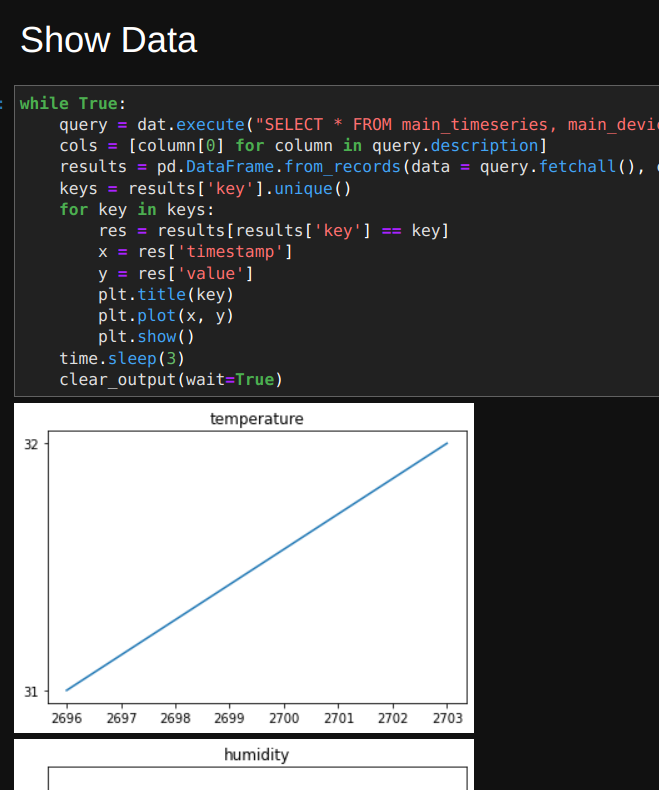 Show Data
while True:
    query = dat.execute("SELECT * FROM main_timeseries, main_devic
    cols = [column[0] for column in query.description]
    results = pd.DataFrame.from_records(data = query.fetchall(),
    keys = results['key'].unique()
    for key in keys:
        res = results[results['key'] == key]
        x = res['timestamp']
        y = res['value']
        plt.title(key)
        plt.plot(x, y)
        plt.show()
    time.sleep(3)
    clear_output(wait=True)
temperature
32
31
2696 2697 2698 2699 2700 2701 2702 2703
humidity